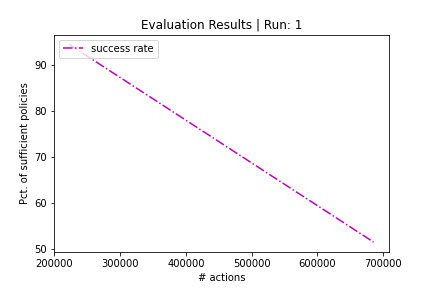 Evaluation Results | Run: 1
success rate
Pct. of sufficient policies
90
80
70
60
50
200000 300000 400000 500000 600000 700000
# actions